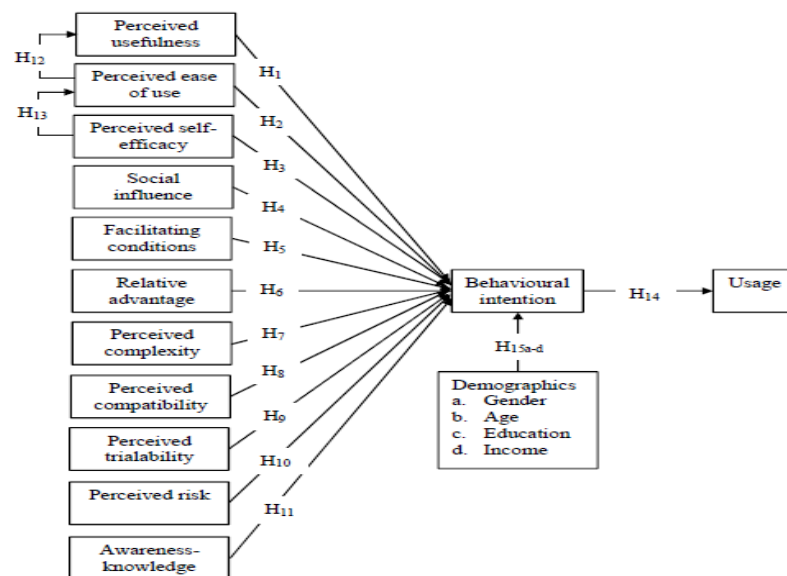 Perceived
usefulness
H12
H1
Perceived ease
of use
H13
H2
Perceived self-
efficacy
H3
Social
influence
H4
Facilitating
conditions
H5
Relative
advantage
H6
Behavioural
intention
H14
Usage
Perceived
complexity
H7
H15a-d
Perceived
compatibility
H8
Demographics
a. Gender
b. Age
c. Education
d. Income
Perceived
trialability
H9
Perceived risk
H10
H11
Awareness-
knowledge